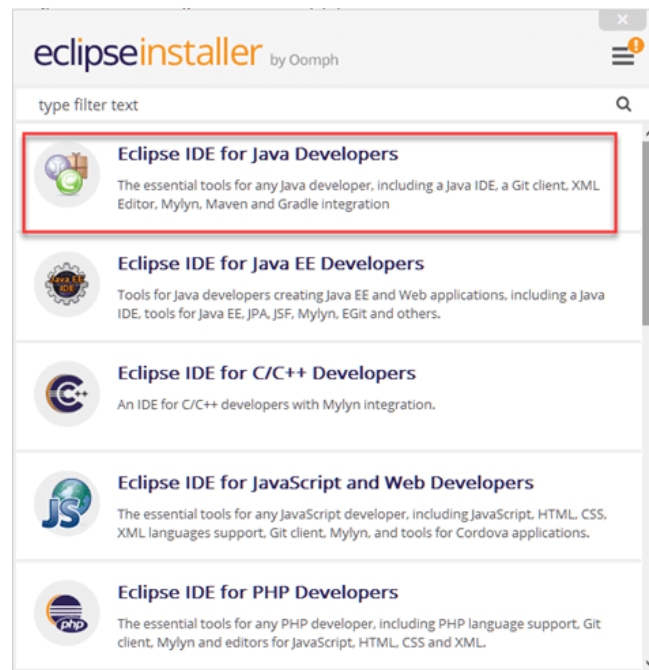 eclipseinstaller by Oomph
type filter text
Eclipse IDE for Java Developers
The essential tools for any Java developer, including a Java IDE, a Git client, XML
Editor, Mylyn, Maven and Gradle integration
Eclipse IDE for Java EE Developers
Java EE
IDE
Tools for Java developers creating Java EE and Web applications, including a Java
IDE, tools for Java EE, JPA, JSF, Mylyn, EGit and others.
Eclipse IDE for C/C++ Developers
C++
An IDE for C/C++ developers with Mylyn integration.
Eclipse IDE for JavaScript and Web Developers
JS
The essential tools for any JavaScript developer, including JavaScript, HTML, CSS,
XML languages support, Git client, Mylyn, and tools for Cordova applications.
Eclipse IDE for PHP Developers
php
The essential tools for any PHP developer, including PHP language support, Git
client, Mylyn and editors for JavaScript, HTML, CSS and XML.